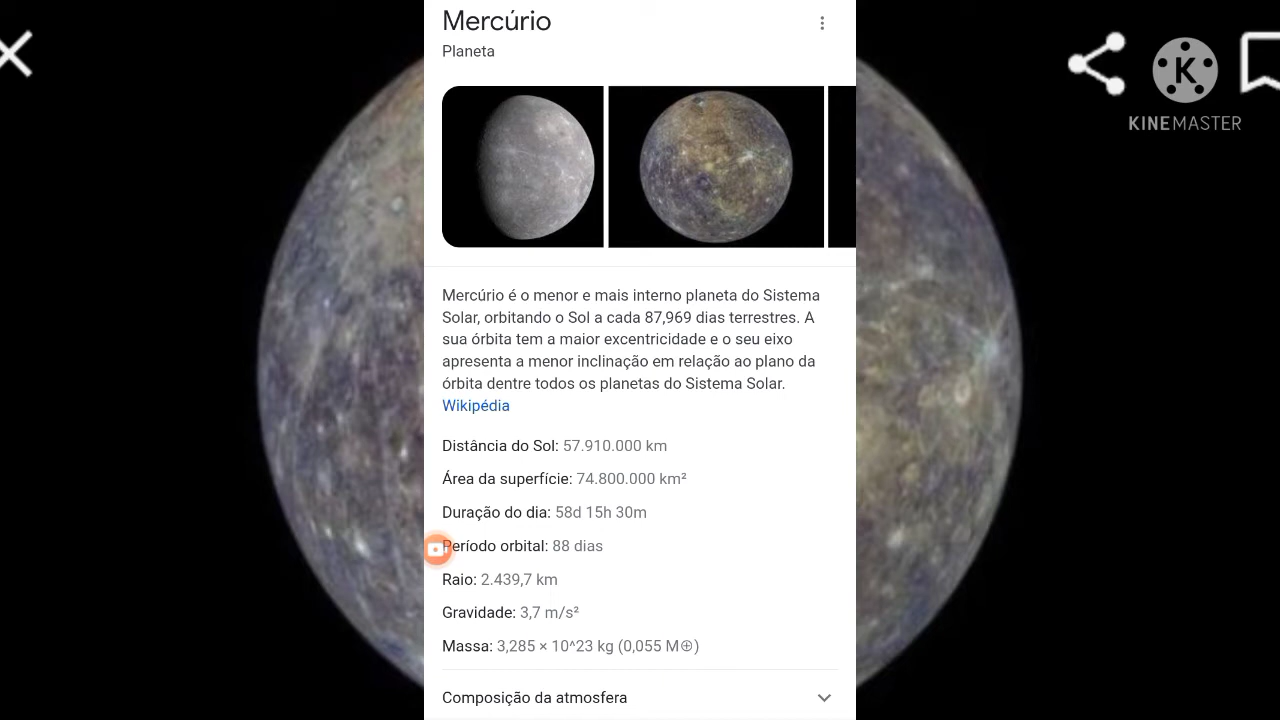 Mercúrio
Planeta
K
KINEMASTER
Mercúrio é o menor e mais interno planeta do Sistema
Solar, orbitando o Sol a cada 87,969 dias terrestres. A
sua órbita tem a maior excentricidade e o seu eixo
apresenta a menor inclinação em relação ao plano da
órbita dentre todos os planetas do Sistema Solar.
Wikipédia
Distância do Sol: 57.910.000 km
Área da superfície: 74.800.000 km²
Duração do dia: 58d 15h 30m
Período orbital: 88 dias
Raio: 2.439,7 km
Gravidade: 3,7 m/s²
Massa: 3,285 × 10^23 kg (0,055 M⊕)
Composição da atmosfera